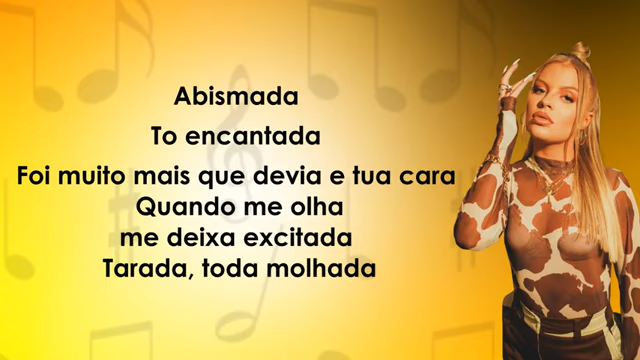 Abismada
To encantada
Foi muito mais que devia e tua cara
Quando me olha
me deixa excitada
Tarada, toda molhada